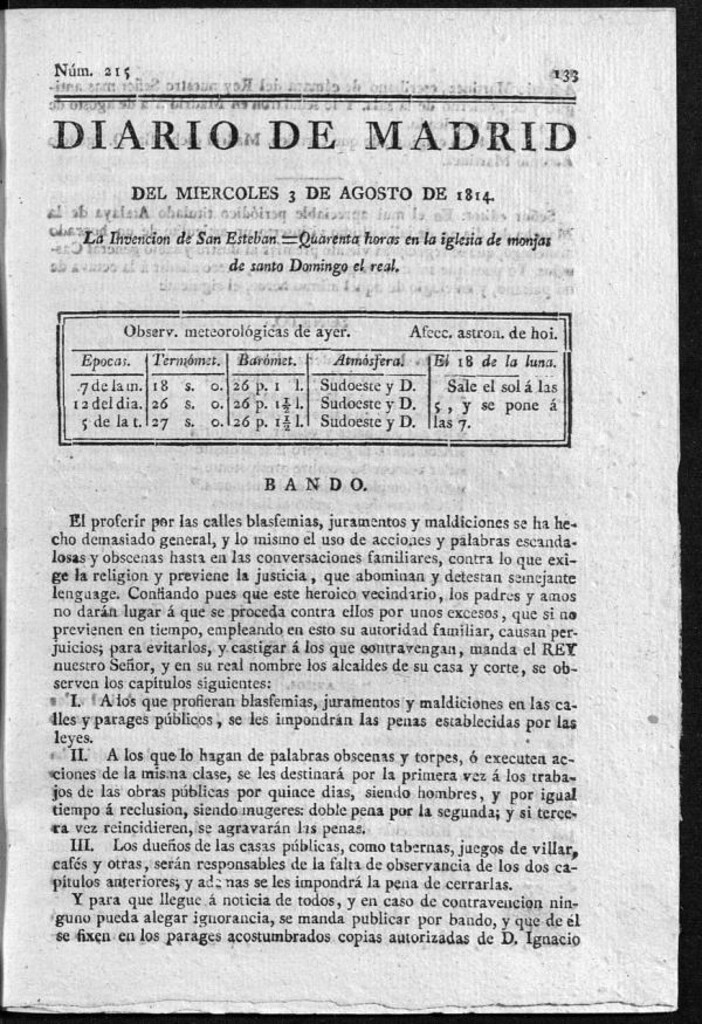 Núm. 215 133
DIARIO DE MADRID
DEL MIERCOLES 3 DE AGOSTO DE 1814.
La Invencion de San Esteban.=Quarenta horas en la iglesia de monjas
de santo Domingo el real.
Observ. meteorológicas de ayer. Afecc. astron. de hoi.
Epocas. Termómet. Barómet. Atmósfera. El 18 de la luna.
7 de la m. 18 s. o. 26 p. 1 l. Sudoeste y D. Sale el sol á las
12 del dia. 26 s. o. 26 p. 1½ l. Sudoeste y D. 5, y se pone á
5 de la t. 27 s. o. 26 p. 1½ l. Sudoeste y D. las 7.
BANDO.
El proferir por las calles blasfemias, juramentos y maldiciones se ha he-
cho demasiado general, y lo mismo el uso de acciones y palabras escanda-
losas y obscenas hasta en las conversaciones familiares, contra lo que exi-
ge la religion y previene la justicia, que abominan y detestan semejante
lenguage. Confiando pues que este heroico vecindario, los padres y amos
no darán lugar á que se proceda contra ellos por unos excesos, que si no
previenen en tiempo, empleando en esto su autoridad familiar, causan per-
juicios; para evitarlos, y castigar á los que contravengan, manda el REY
nuestro Señor, y en su real nombre los alcaldes de su casa y corte, se ob-
serven los capítulos siguientes:
I. A los que profieran blasfemias, juramentos y maldiciones en las ca-
lles y parages públicos, se les impondrán las penas establecidas por las
leyes.
II. A los que lo hagan de palabras obscenas y torpes, ó executen ac-
ciones de la misma clase, se les destinará por la primera vez á los traba-
jos de las obras públicas por quince dias, siendo hombres, y por igual
tiempo á reclusion, siendo mugeres: doble pena por la segunda; y si terce-
ra vez reincidieren, se agravarán las penas.
III. Los dueños de las casas públicas, como tabernas, juegos de villar,
cafés y otras, serán responsables de la falta de observancia de los dos ca-
pítulos anteriores; y ademas se les impondrá la pena de cerrarlas.
Y para que llegue á noticia de todos, y en caso de contravencion nin-
guno pueda alegar ignorancia, se manda publicar por bando, y que de él
se fixen en los parages acostumbrados copias autorizadas de D. Ignacio